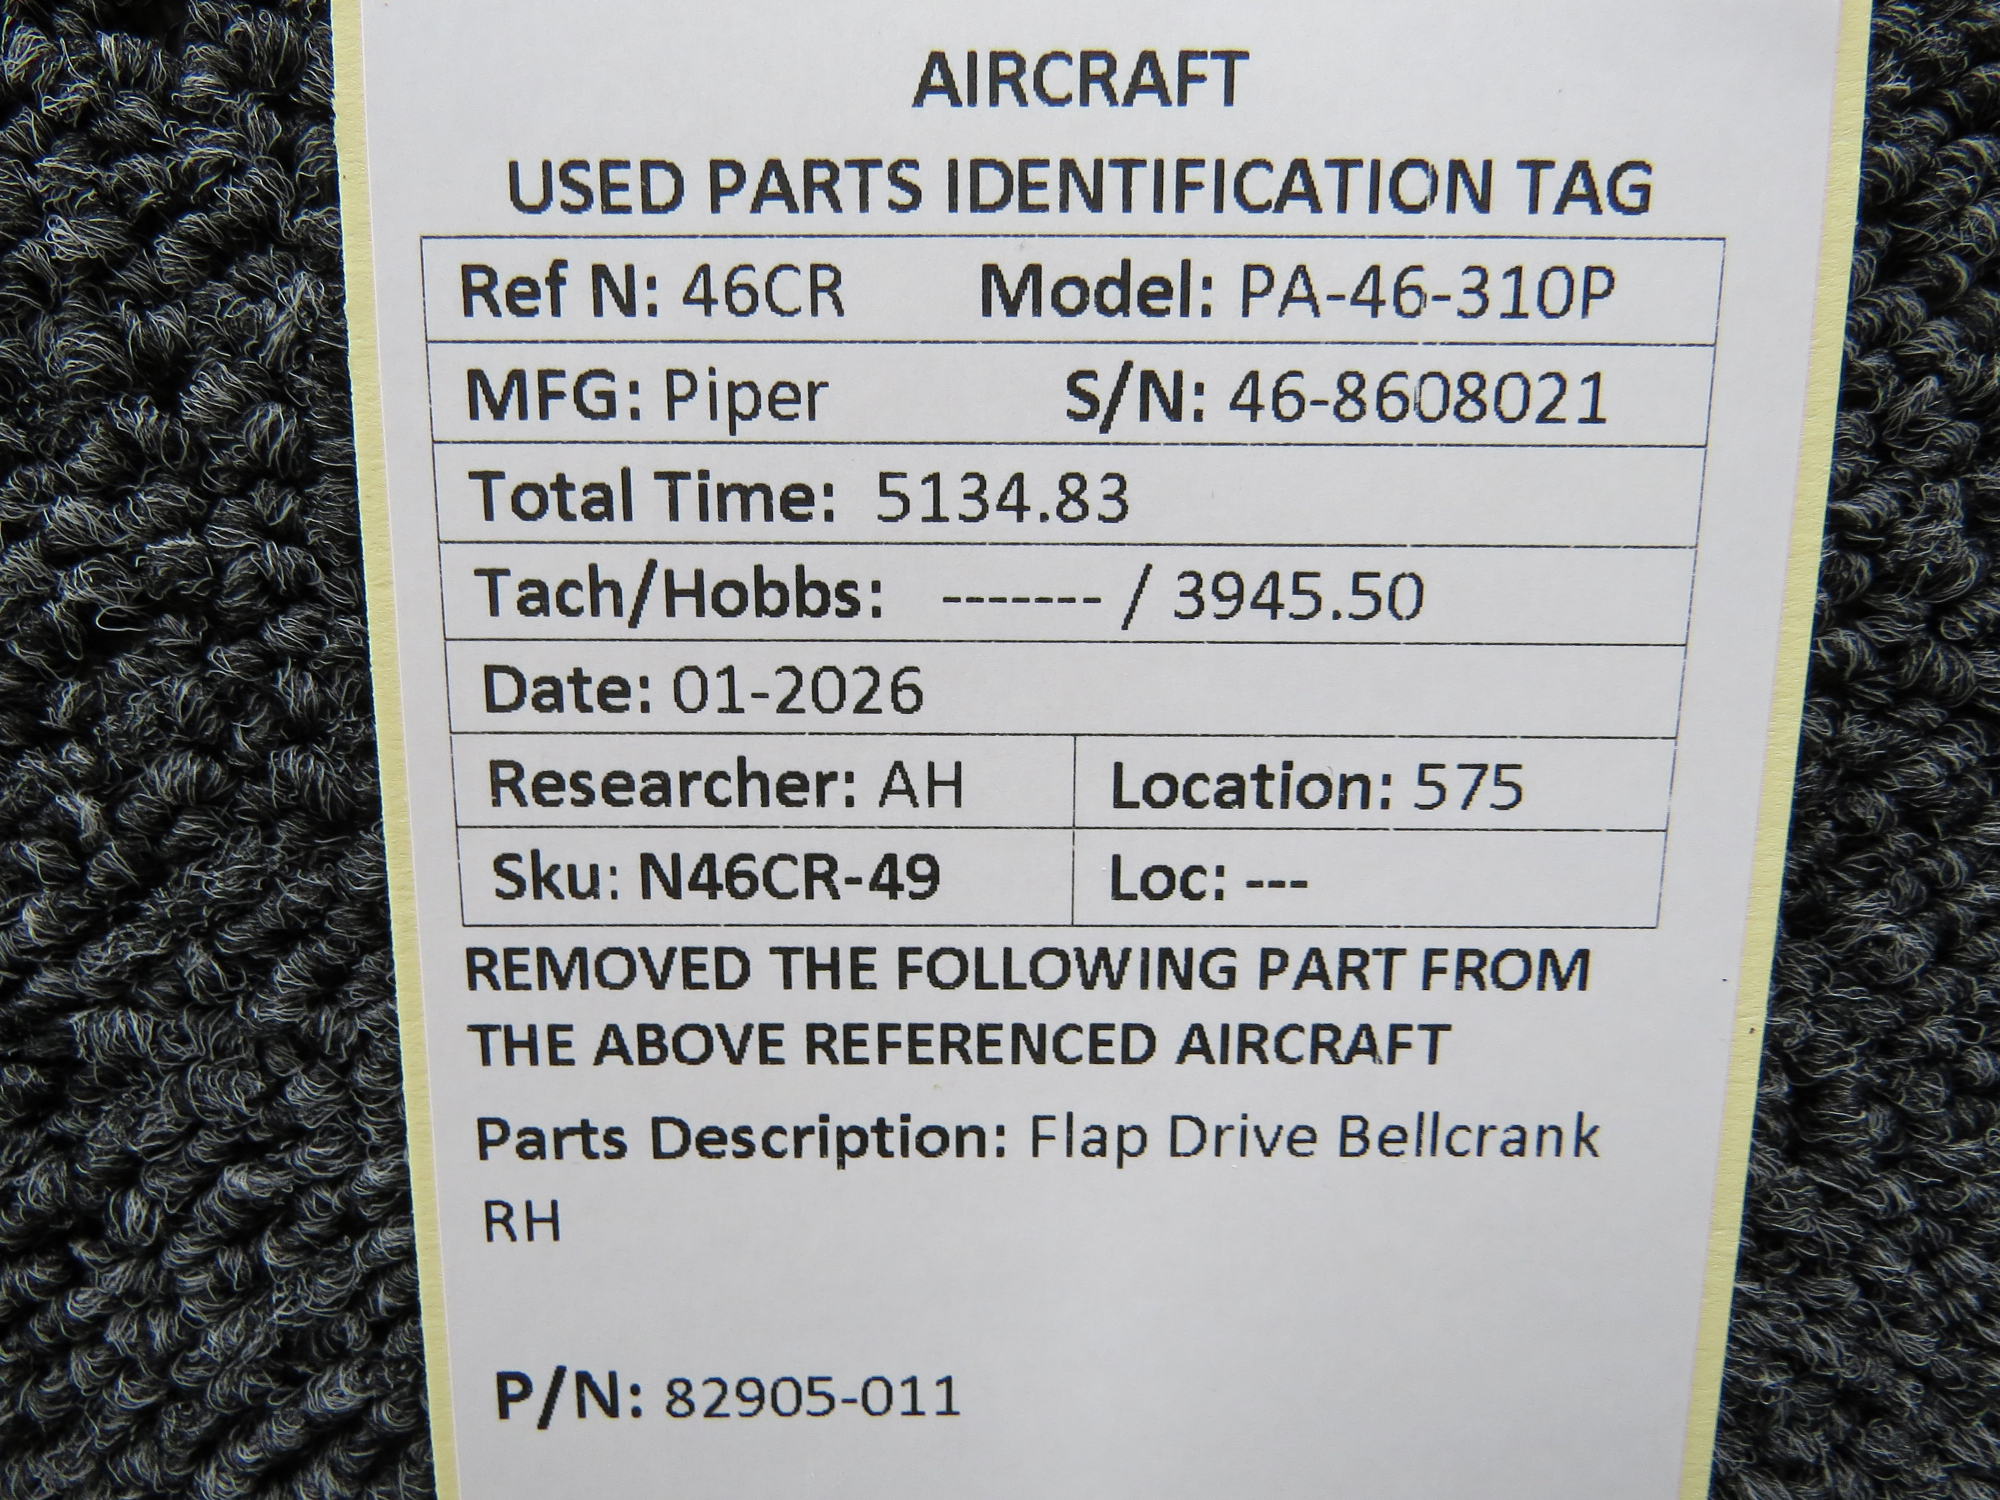 AIRCRAFT
USED PARTS IDENTIFICATION TAG
Ref N: 46CR Model: PA-46-310P
MFG: Piper S/N: 46-8608021
Total Time: 5134.83
Tach/Hobbs: ------- / 3945.50
Date: 01-2026
Researcher: AH Location: 575
Sku: N46CR-49 Loc: ---
REMOVED THE FOLLOWING PART FROM
THE ABOVE REFERENCED AIRCRAFT
Parts Description: Flap Drive Bellcrank
RH
P/N: 82905-011